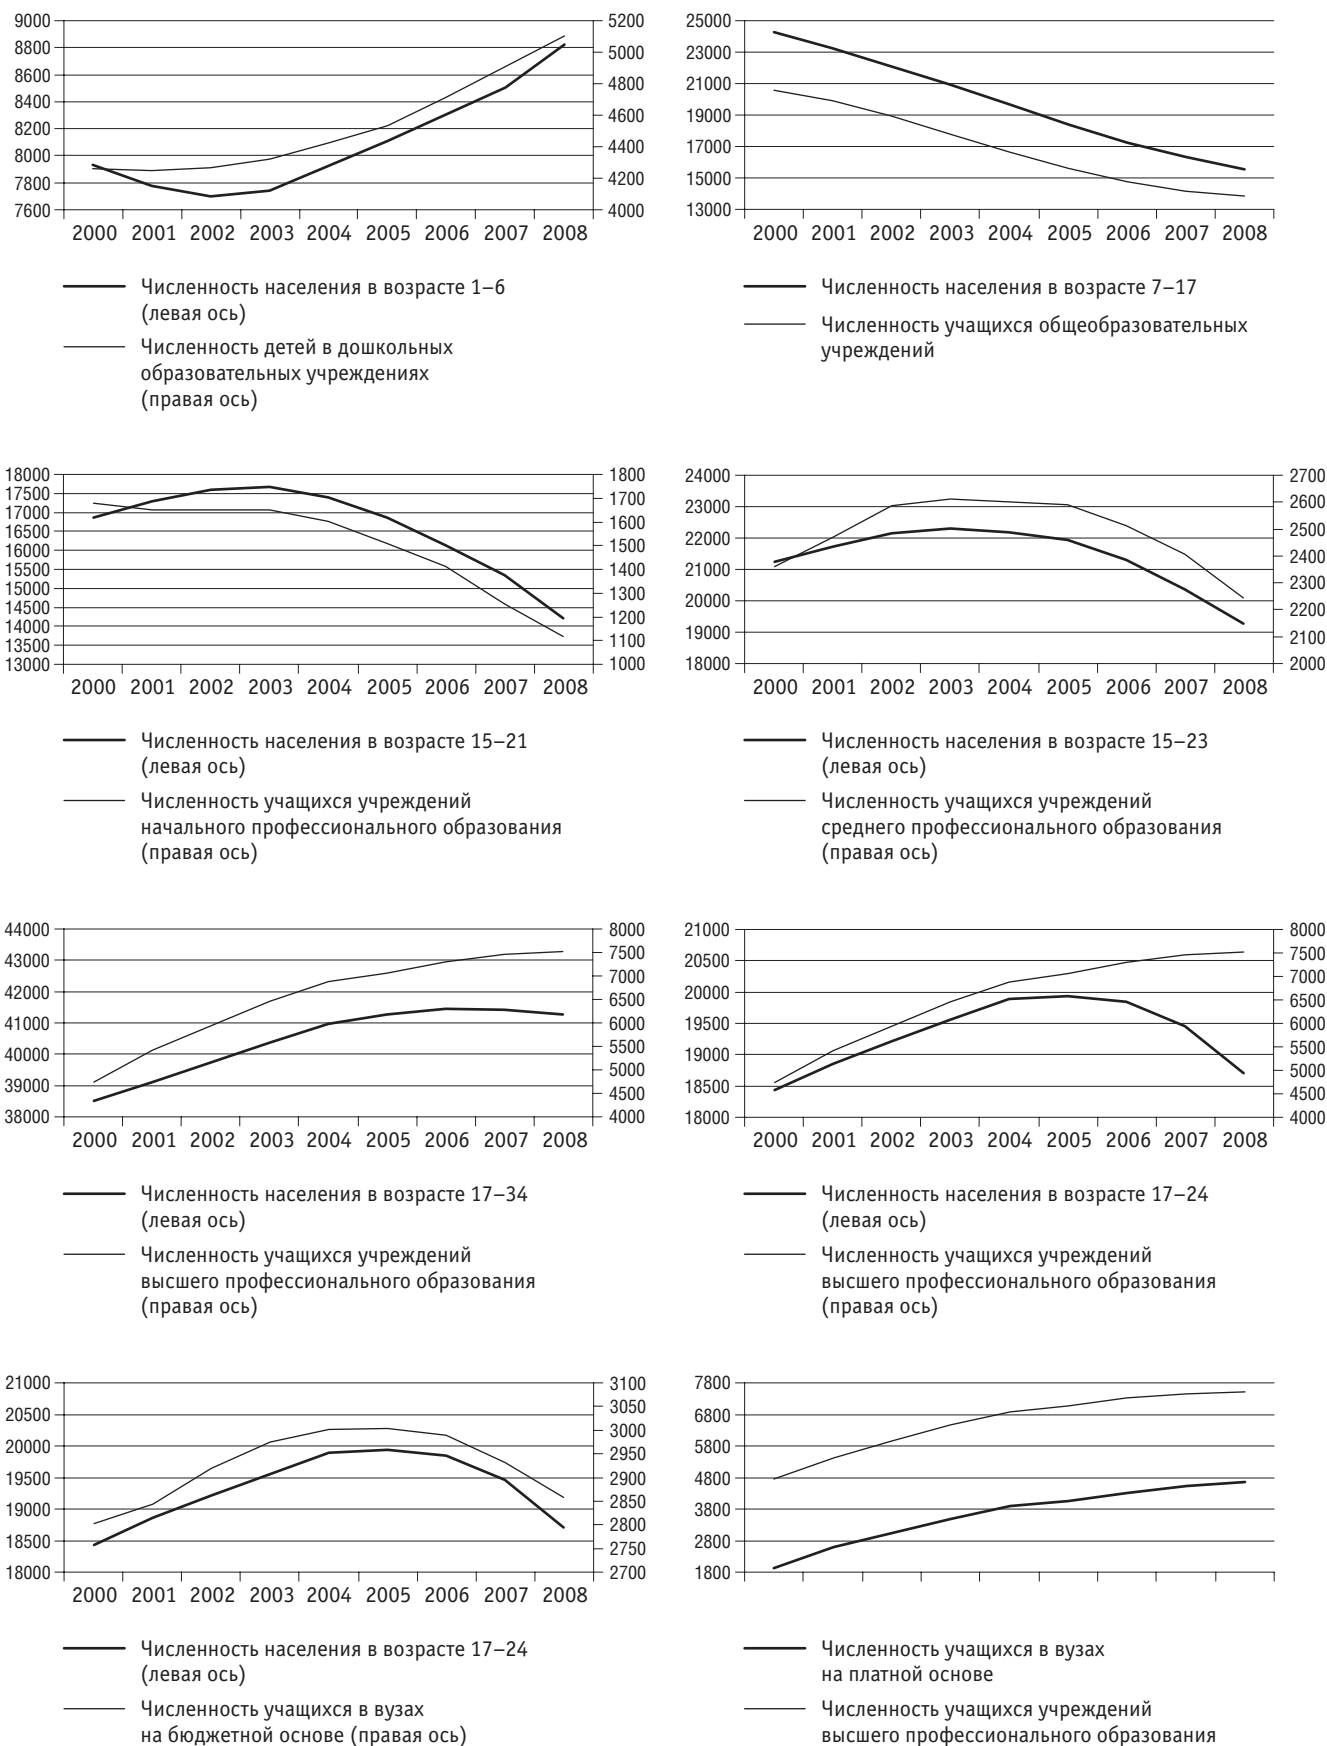 9000
8800
8600
8400
8200
8000
7800
7600
5200
5000
4800
4600
4400
4200
4000
2000 2001 2002 2003 2004 2005 2006 2007 2008
Численность населения в возрасте 1–6
(левая ось)
Численность детей в дошкольных
образовательных учреждениях
(правая ось)
25000
23000
21000
19000
17000
15000
13000
2000 2001 2002 2003 2004 2005 2006 2007 2008
Численность населения в возрасте 7–17
Численность учащихся общеобразовательных
учреждений
18000
17500
17000
16500
16000
15500
15000
14500
14000
13500
13000
1800
1700
1600
1500
1400
1300
1200
1100
1000
2000 2001 2002 2003 2004 2005 2006 2007 2008
Численность населения в возрасте 15–21
(левая ось)
Численность учащихся учреждений
начального профессионального образования
(правая ось)
24000
23000
22000
21000
20000
19000
18000
2700
2600
2500
2400
2300
2200
2100
2000
2000 2001 2002 2003 2004 2005 2006 2007 2008
Численность населения в возрасте 15–23
(левая ось)
Численность учащихся учреждений
среднего профессионального образования
(правая ось)
44000
43000
42000
41000
40000
39000
38000
8000
7500
7000
6500
6000
5500
5000
4500
4000
2000 2001 2002 2003 2004 2005 2006 2007 2008
Численность населения в возрасте 17–34
(левая ось)
Численность учащихся учреждений
высшего профессионального образования
(правая ось)
21000
20500
20000
19500
19000
18500
18000
8000
7500
7000
6500
6000
5500
5000
4500
4000
2000 2001 2002 2003 2004 2005 2006 2007 2008
Численность населения в возрасте 17–24
(левая ось)
Численность учащихся учреждений
высшего профессионального образования
(правая ось)
21000
20500
20000
19500
19000
18500
18000
3100
3050
3000
2950
2900
2850
2800
2750
2700
2000 2001 2002 2003 2004 2005 2006 2007 2008
Численность населения в возрасте 17–24
(левая ось)
Численность учащихся в вузах
на бюджетной основе (правая ось)
7800
6800
5800
4800
3800
2800
1800
Численность учащихся в вузах
на платной основе
Численность учащихся учреждений
высшего профессионального образования